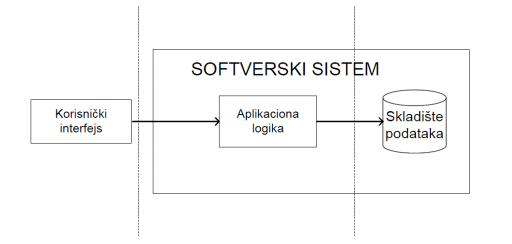 SOFTVERSKI SISTEM
Korisnički
interfejs
Aplikaciona
logika
Skladište
podataka